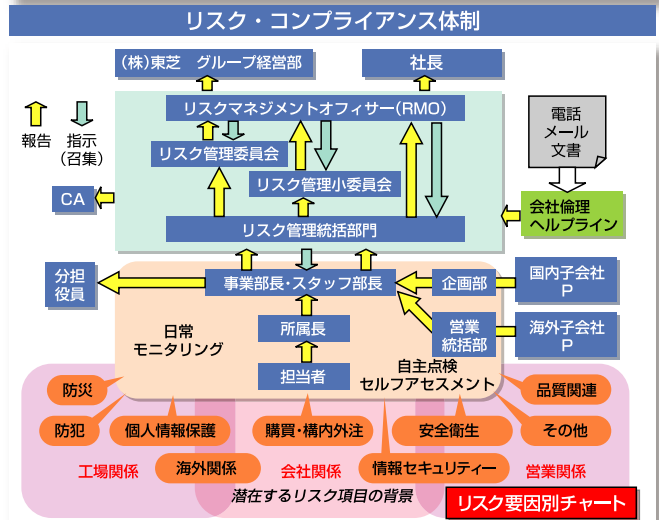 リスク・コンプライアンス体制
(株)東芝 グループ経営部
社長
報告
指示
(召集)
リスクマネジメントオフィサー(RMO)
リスク管理委員会
リスク管理小委員会
リスク管理統括部門
CA
電話
メール
文書
会社倫理
ヘルプライン
分担
役員
事業部長・スタッフ部長
企画部
国内子会社
P
営業
統括部
海外子会社
P
所属長
担当者
日常
モニタリング
自主点検
セルフアセスメント
防災
品質関連
防犯
個人情報保護
購買・構内外注
安全衛生
その他
工場関係
海外関係
会社関係
情報セキュリティー
営業関係
潜在するリスク項目の背景
リスク要因別チャート